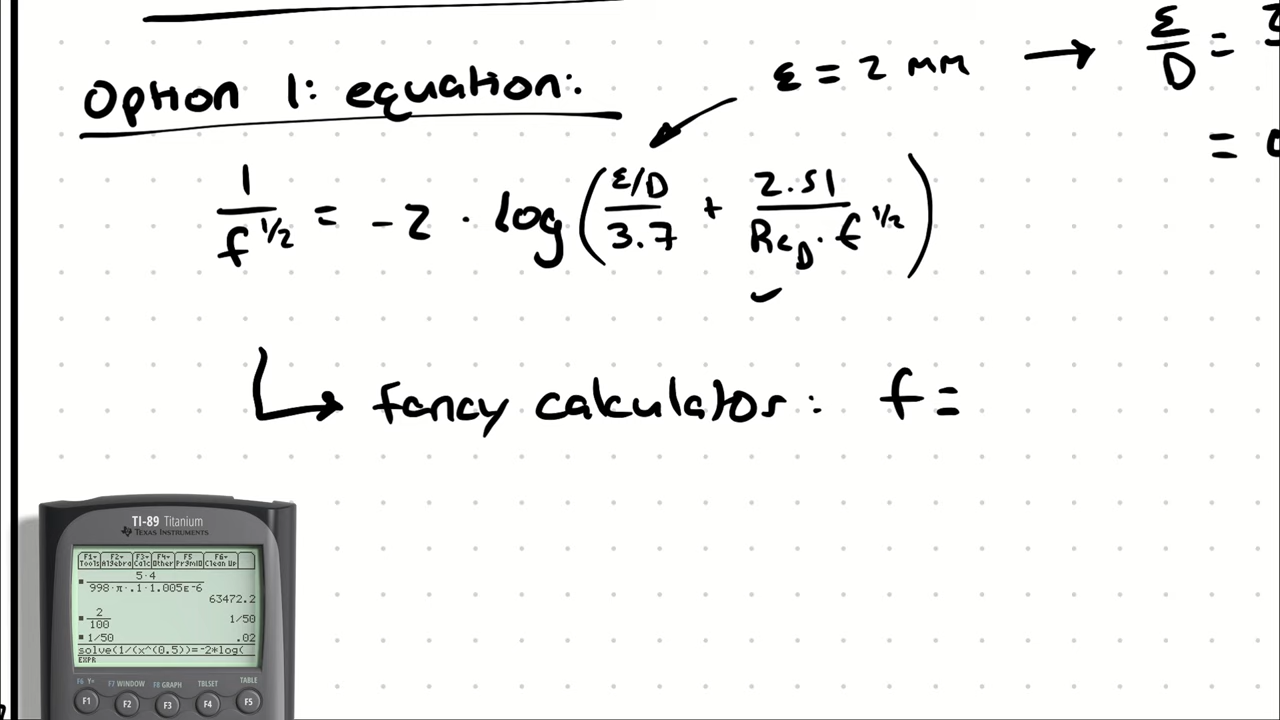 Option 1: equation:
ε = 2 mm → ε/D =
=
1/f^1/2 = -2 · log(ε/D / 3.7 + 2.51 / Re_D · f^1/2)
fancy calculator: f =
TI-89 Titanium
TEXAS INSTRUMENTS
F1 Tools F2 Algebra F3 Calc F4 Other F5 PrgmIO F6 Clean Up
5·4
998·π·.1·1.005E-6
63472.2
2/100 1/50
1/50 .02
solve(1/(x^(0.5))=-2*log(
EXPR
F6 Y= F7 WINDOW F8 GRAPH TBLSET TABLE
F1 F2 F3 F4 F5